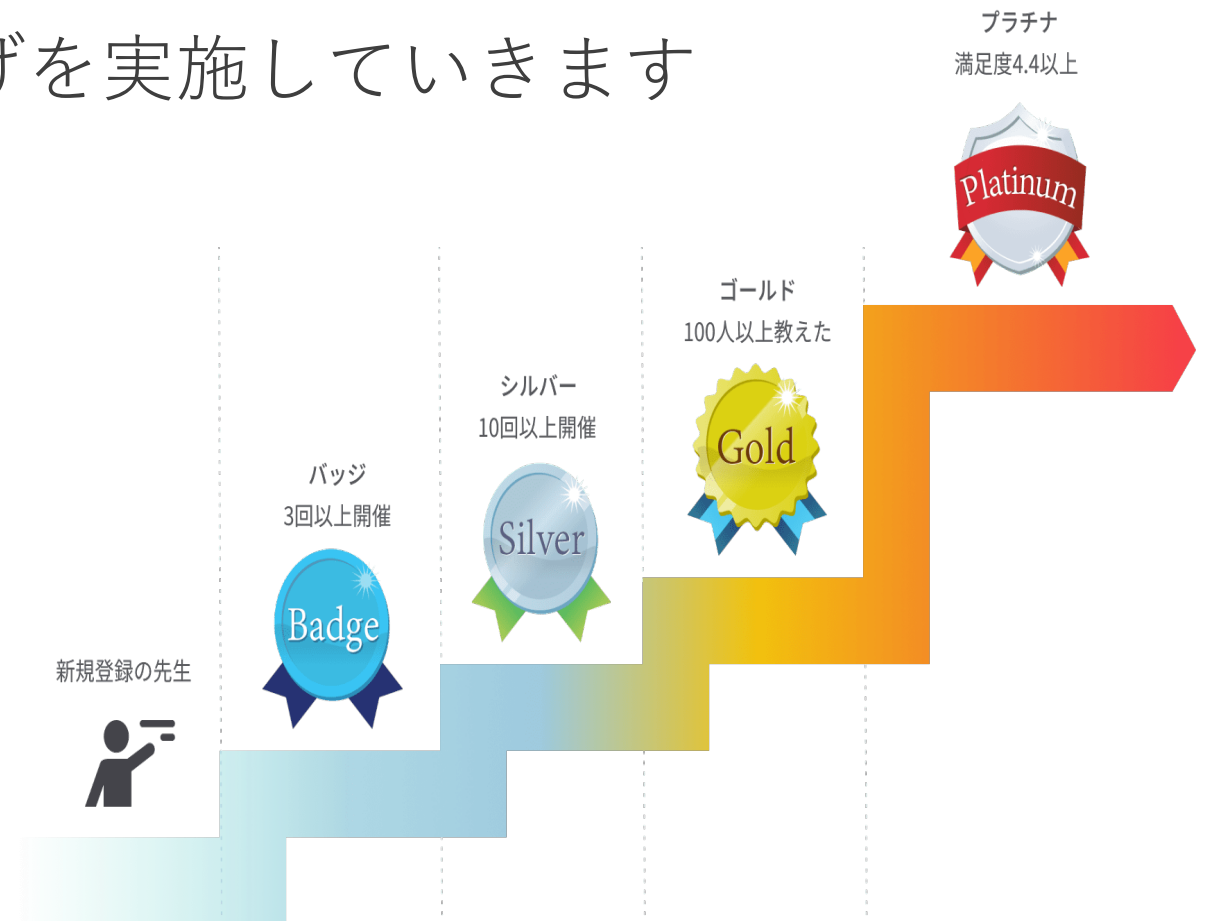 げを実施していきます
プラチナ
満足度4.4以上
Platinum
ゴールド
100人以上教えた
Gold
シルバー
10回以上開催
Silver
バッジ
3回以上開催
Badge
新規登録の先生